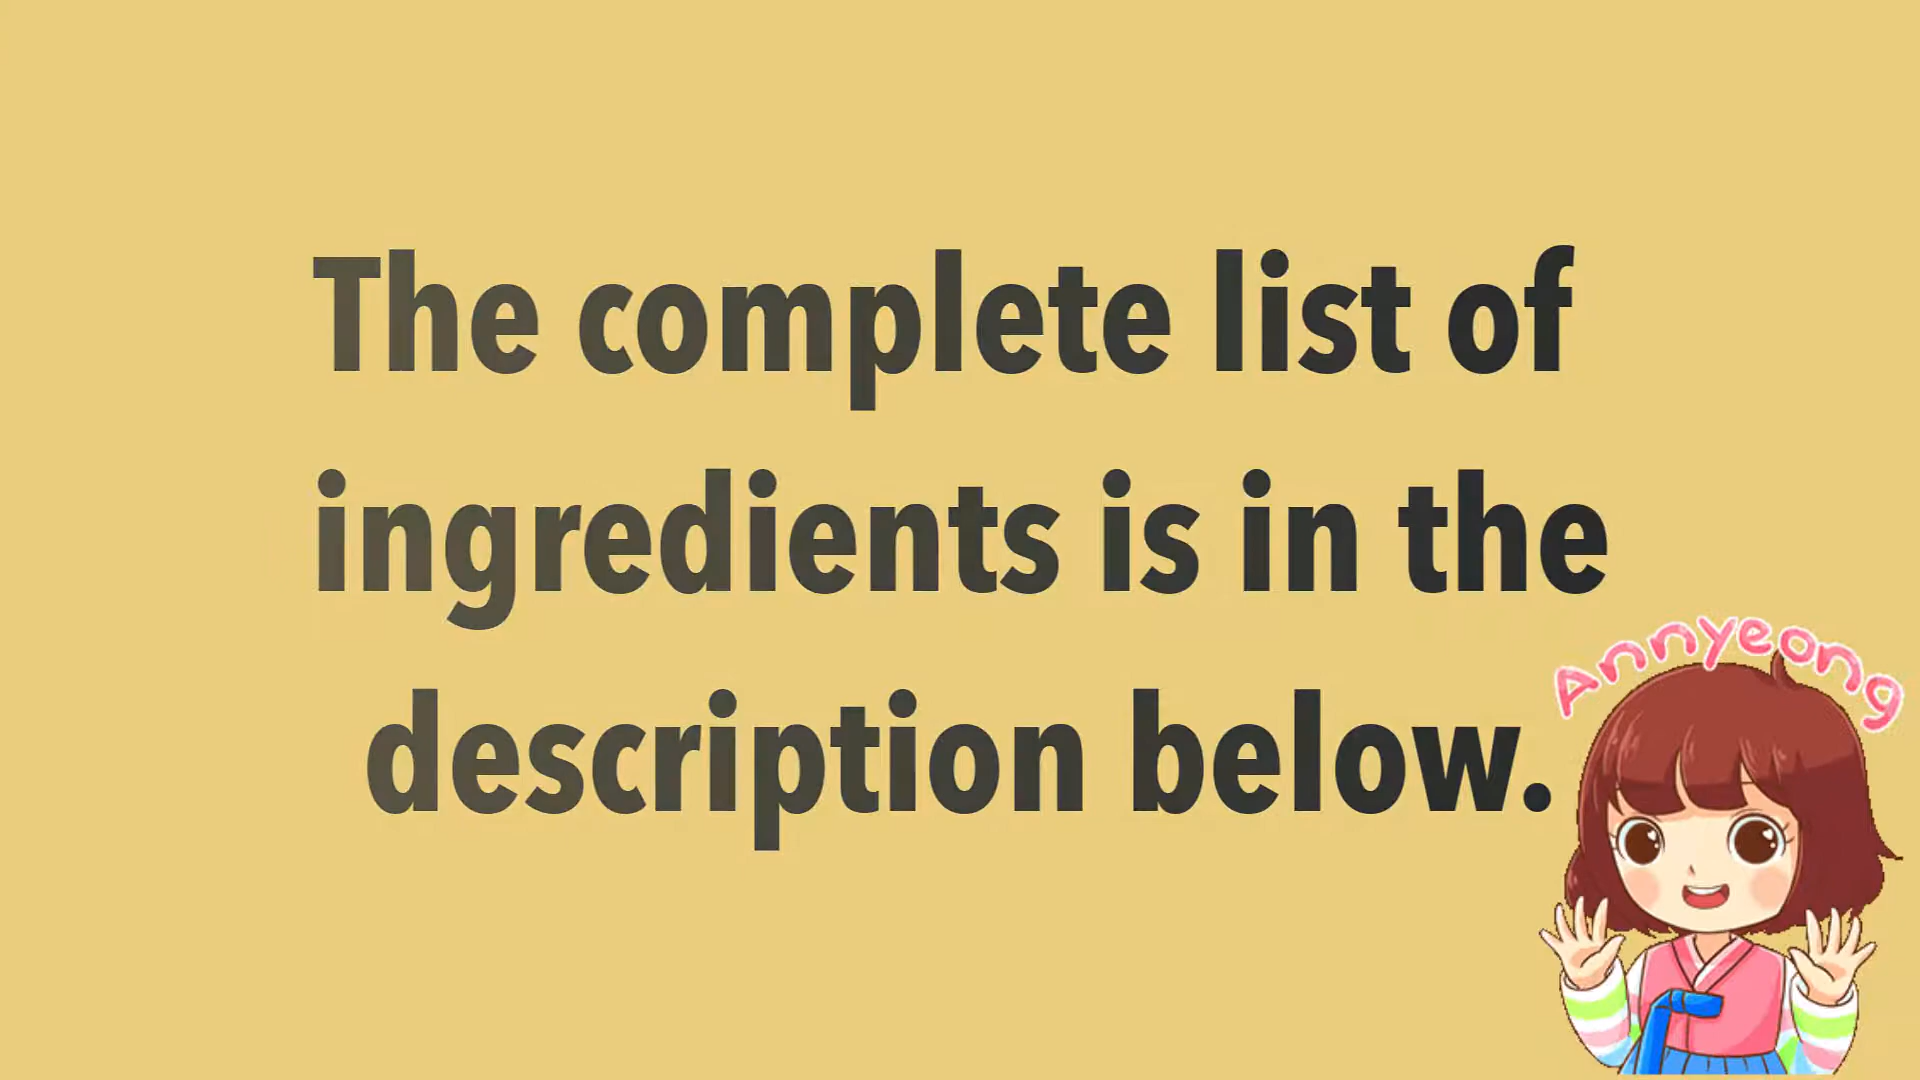 The complete list of
ingredients is in the
description below.
Annyeong